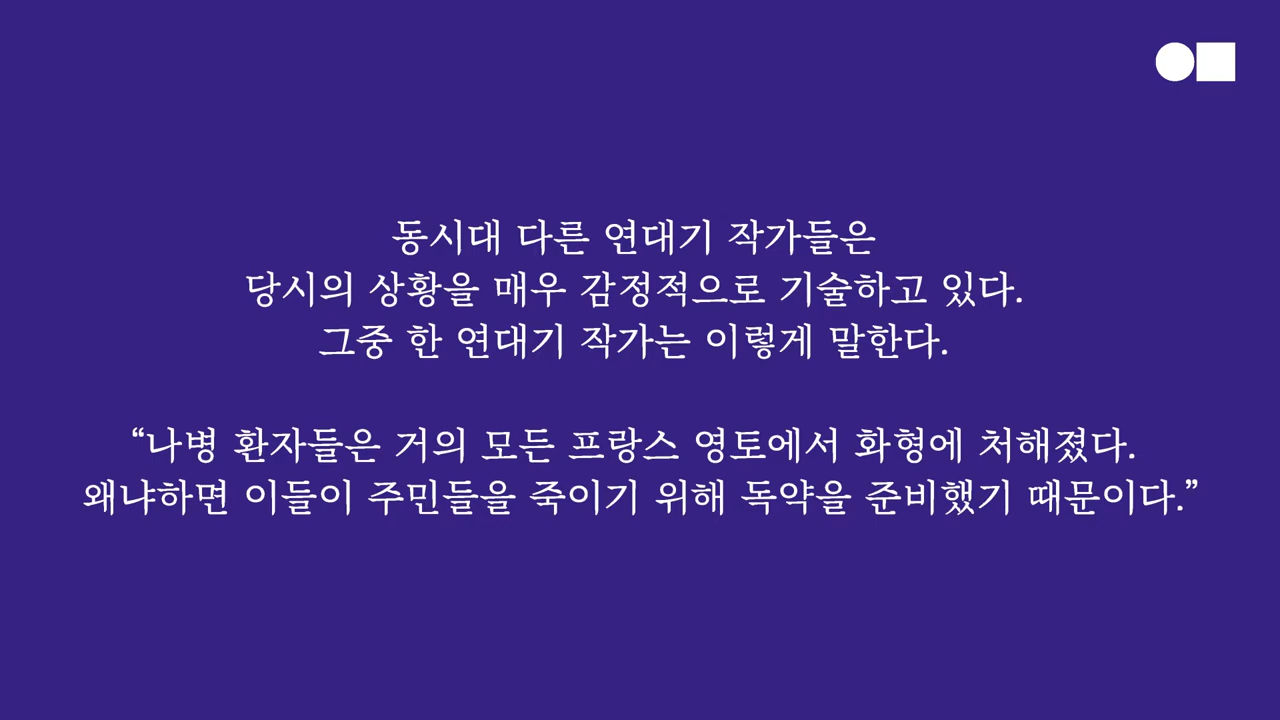 동시대 다른 연대기 작가들은
당시의 상황을 매우 감정적으로 기술하고 있다.
그중 한 연대기 작가는 이렇게 말한다.
“나병 환자들은 거의 모든 프랑스 영토에서 화형에 처해졌다.
왜냐하면 이들이 주민들을 죽이기 위해 독약을 준비했기 때문이다.”